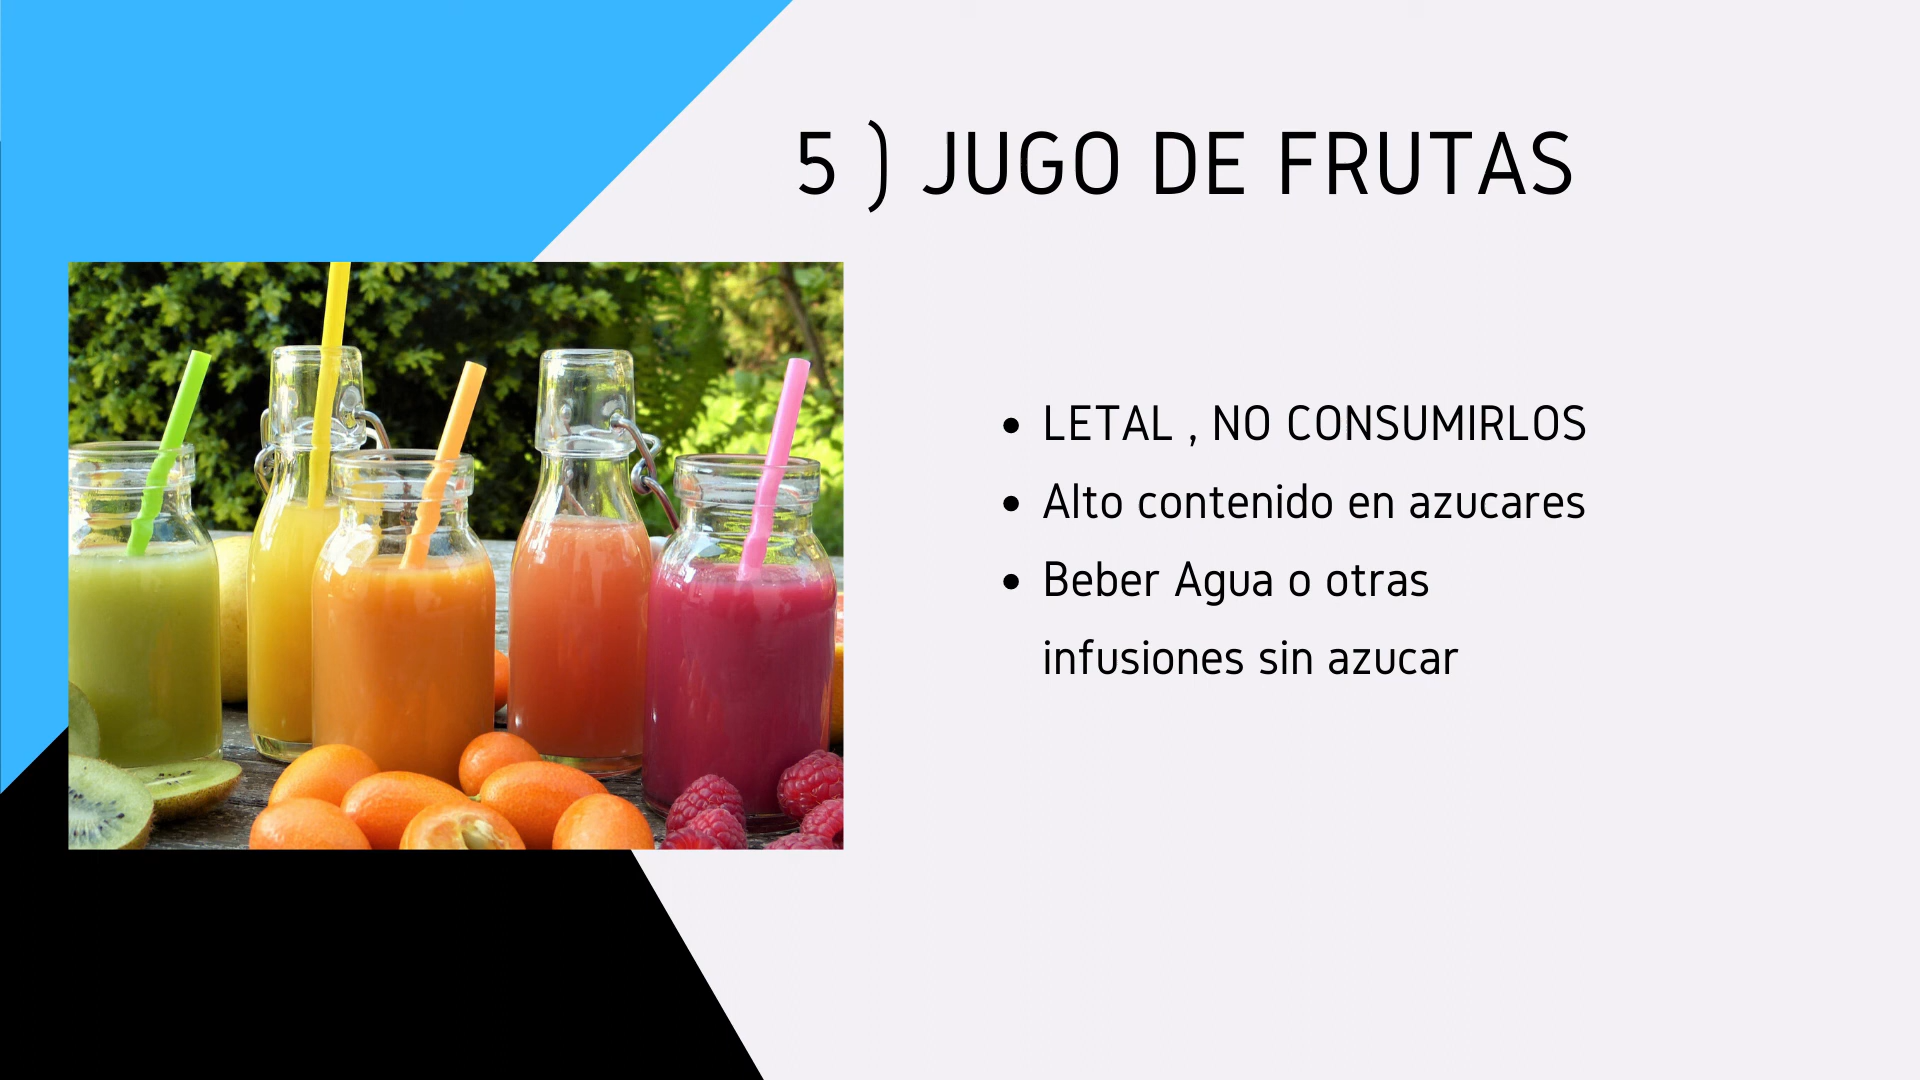 5 ) JUGO DE FRUTAS
• LETAL , NO CONSUMIRLOS
• Alto contenido en azucares
• Beber Agua o otras
infusiones sin azucar